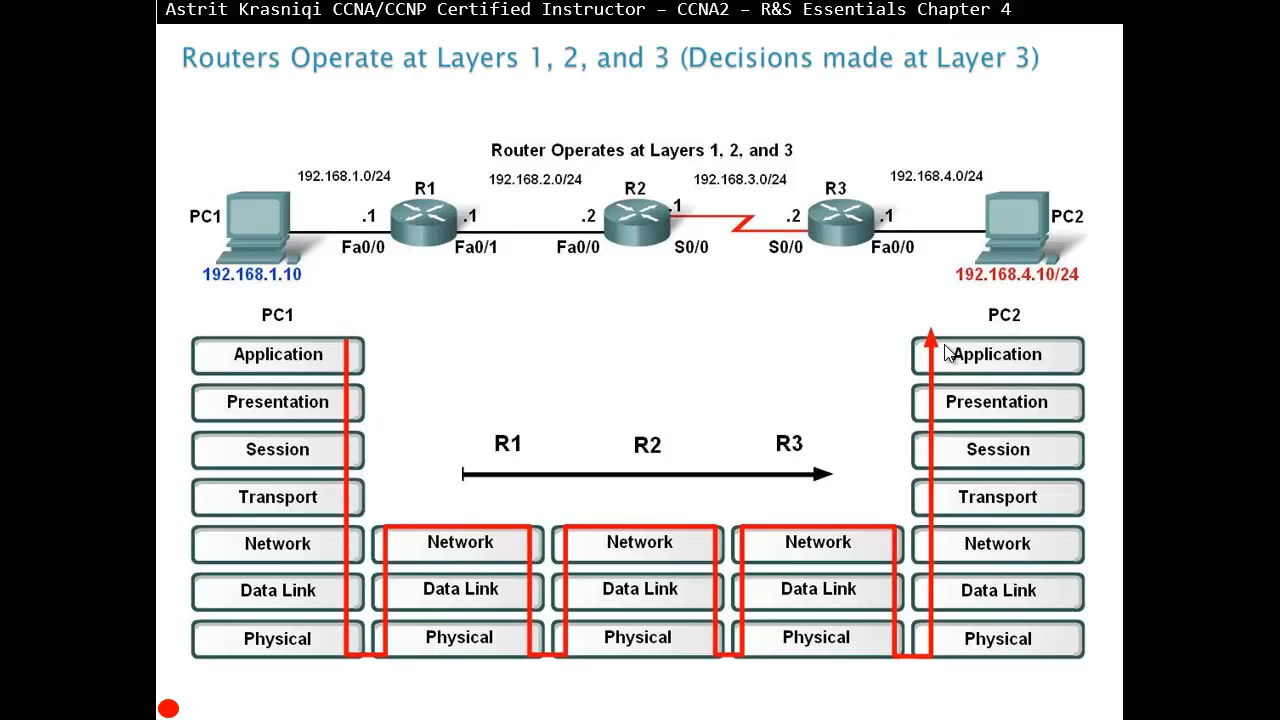 Astrit Krasniqi CCNA/CCNP Certified Instructor – CCNA2 – R&S Essentials Chapter 4
Routers Operate at Layers 1, 2, and 3 (Decisions made at Layer 3)
Router Operates at Layers 1, 2, and 3
192.168.1.0/24 192.168.2.0/24 192.168.3.0/24 192.168.4.0/24
R1 R2 R3
PC1 .1 .1 .2 .1 .2 .1 PC2
Fa0/0 Fa0/1 Fa0/0 S0/0 S0/0 Fa0/0
192.168.1.10 192.168.4.10/24
PC1 PC2
Application Application
Presentation Presentation
R1 R2 R3
Session Session
Transport Transport
Network Network Network Network Network
Data Link Data Link Data Link Data Link Data Link
Physical Physical Physical Physical Physical